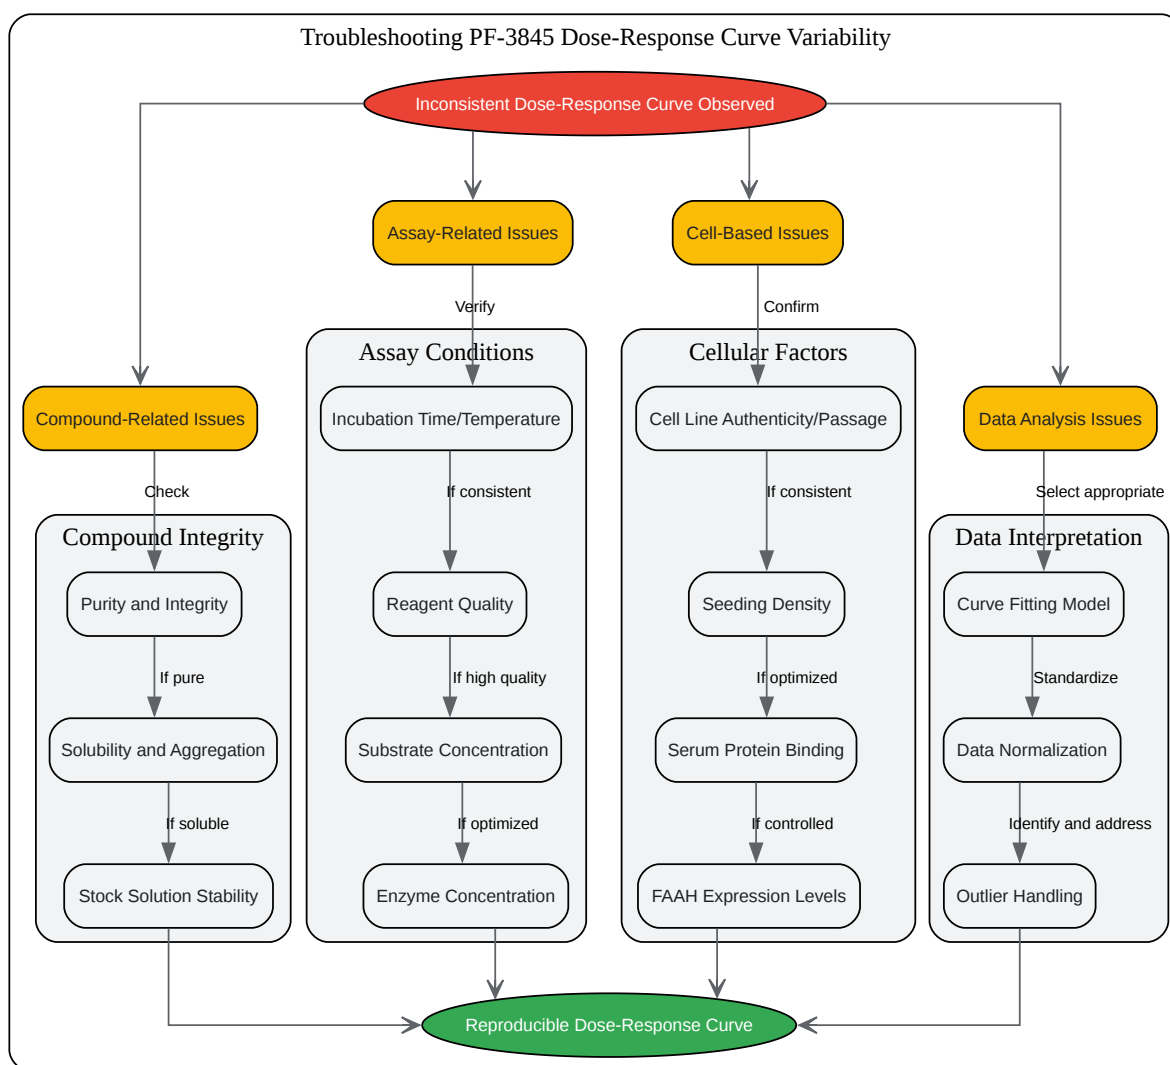 Troubleshooting PF-3845 Dose-Response Curve Variability
Inconsistent Dose-Response Curve Observed
Assay-Related Issues
Cell-Based Issues
Verify
Confirm
Assay Conditions
Cellular Factors
Compound-Related Issues
Incubation Time/Temperature
Cell Line Authenticity/Passage
Data Analysis Issues
Check
If consistent
If consistent
Select appropriate
Compound Integrity
Data Interpretation
Purity and Integrity
Reagent Quality
Seeding Density
Curve Fitting Model
If pure
If high quality
If optimized
Standardize
Solubility and Aggregation
Substrate Concentration
Serum Protein Binding
Data Normalization
If soluble
If optimized
If controlled
Identify and address
Stock Solution Stability
Enzyme Concentration
FAAH Expression Levels
Outlier Handling
Reproducible Dose-Response Curve